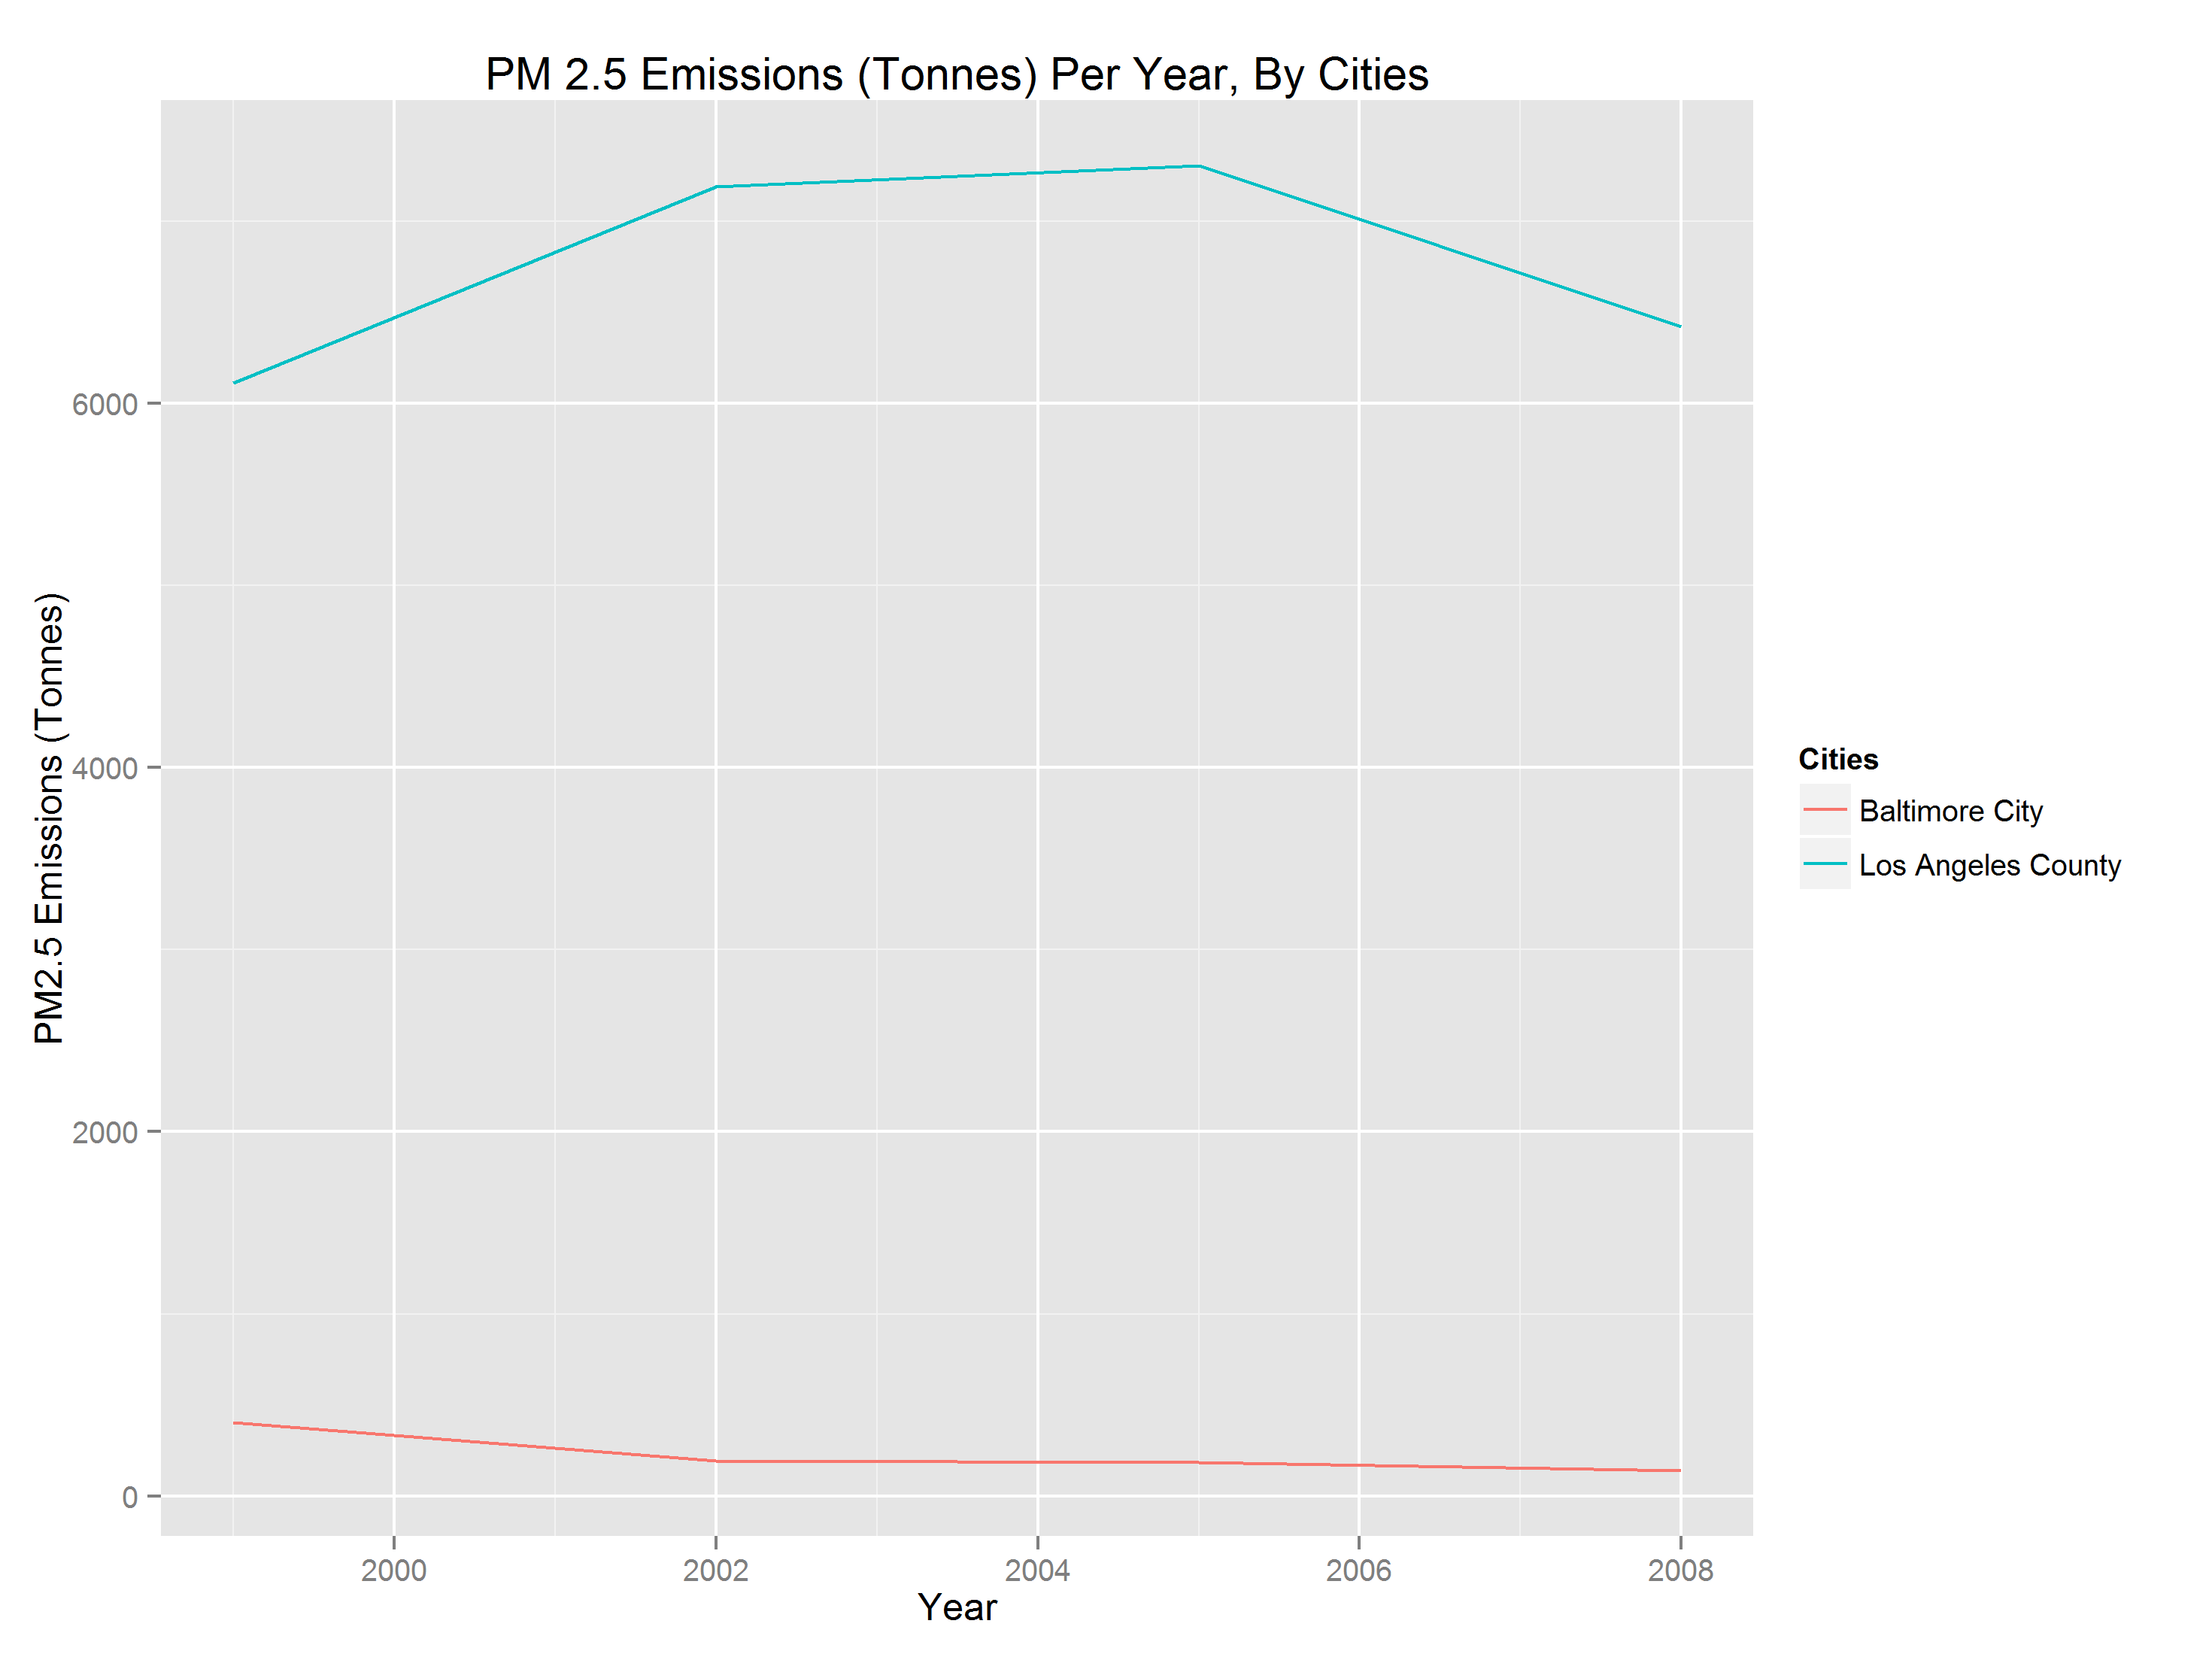 PM 2.5 Emissions (Tonnes) Per Year, By Cities
PM2.5 Emissions (Tonnes)
6000
4000
2000
0
2000
2002
2004
2006
2008
Year
Cities
Baltimore City
Los Angeles County